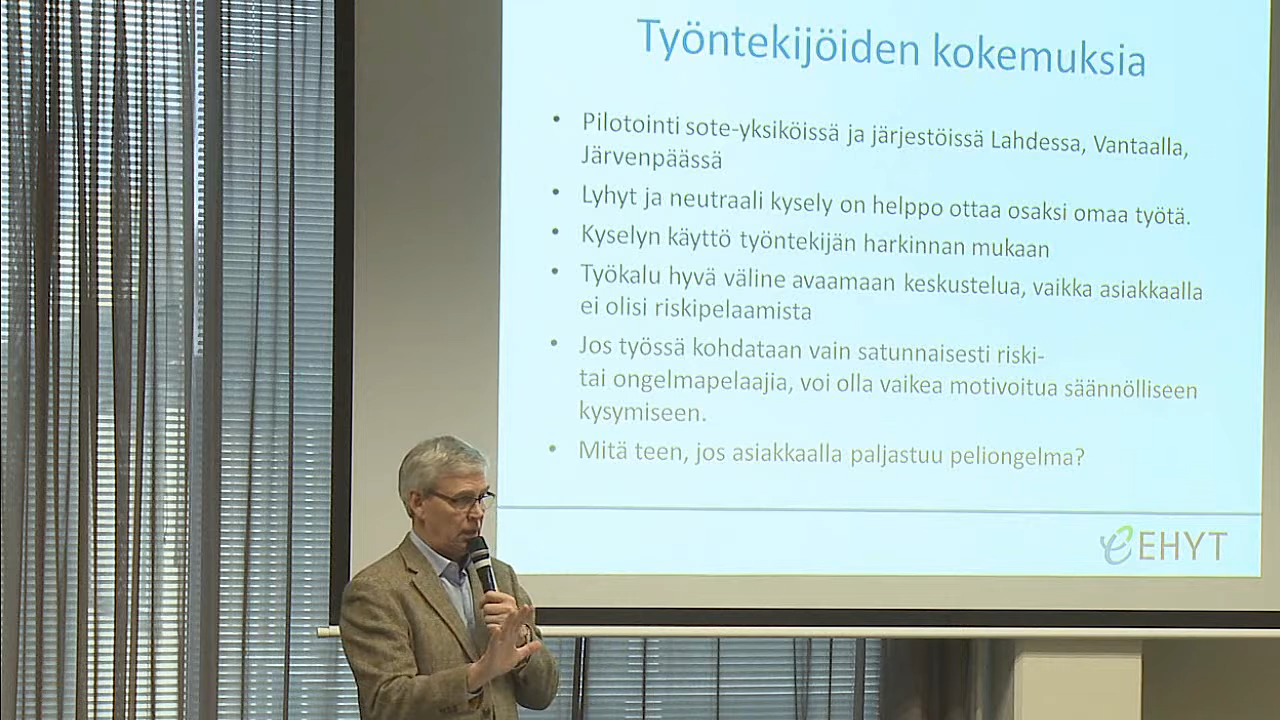 Työntekijöiden kokemuksia
• Pilotointi sote-yksiköissä ja järjestöissä Lahdessa, Vantaalla,
Järvenpäässä
• Lyhyt ja neutraali kysely on helppo ottaa osaksi omaa työtä.
• Kyselyn käyttö työntekijän harkinnan mukaan
• Työkalu hyvä väline avaamaan keskustelua, vaikka asiakkaalla
ei olisi riskipelaamista
• Jos työssä kohdataan vain satunnaisesti riski-
tai ongelmapelaajia, voi olla vaikea motivoitua säännölliseen
kysymiseen.
• Mitä teen, jos asiakkaalla paljastuu peliongelma?
EHYT